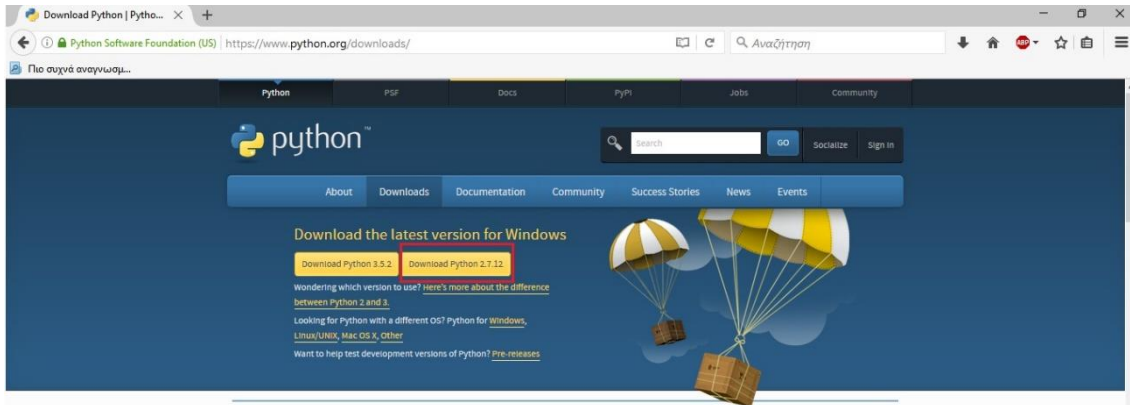 Download Python | Pytho...
Python Software Foundation (US) https://www.python.org/downloads/ Αναζήτηση ABP
Πιο συχνά αναγνωσμ...
Python PSF Docs PyPI Jobs Community
python™ Search GO Socialize Sign In
About Downloads Documentation Community Success Stories News Events
Download the latest version for Windows
Download Python 3.5.2 Download Python 2.7.12
Wondering which version to use? Here's more about the difference
between Python 2 and 3.
Looking for Python with a different OS? Python for Windows,
Linux/UNIX, Mac OS X, Other
Want to help test development versions of Python? Pre-releases